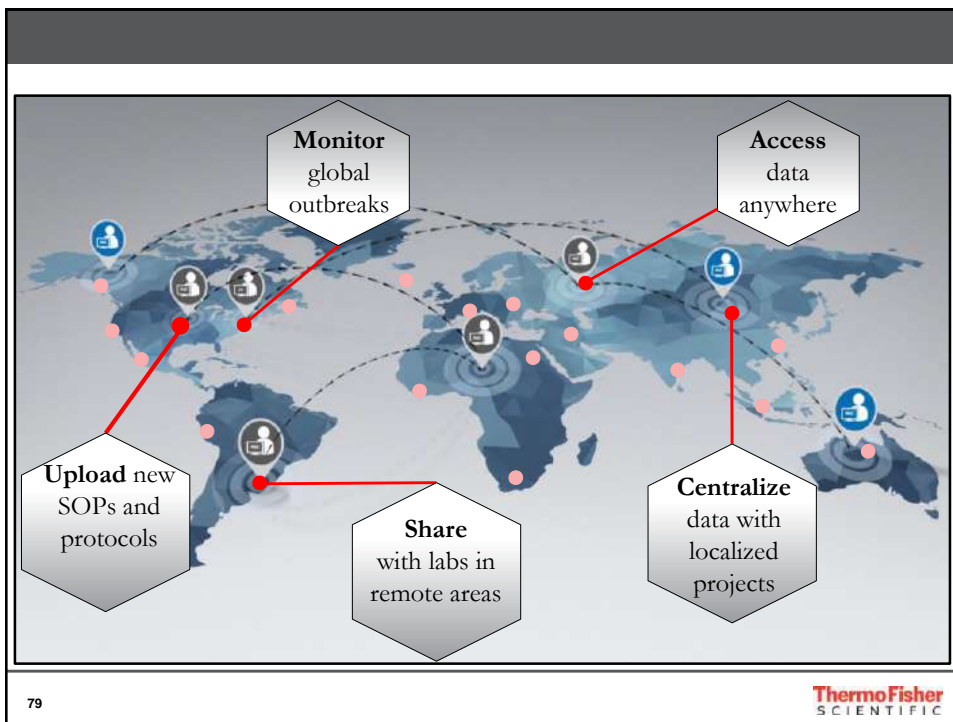 Monitor
global
outbreaks
Access
data
anywhere
Upload new
SOPs and
protocols
Share
with labs in
remote areas
Centralize
data with
localized
projects
79
ThermoFisher
SCIENTIFIC